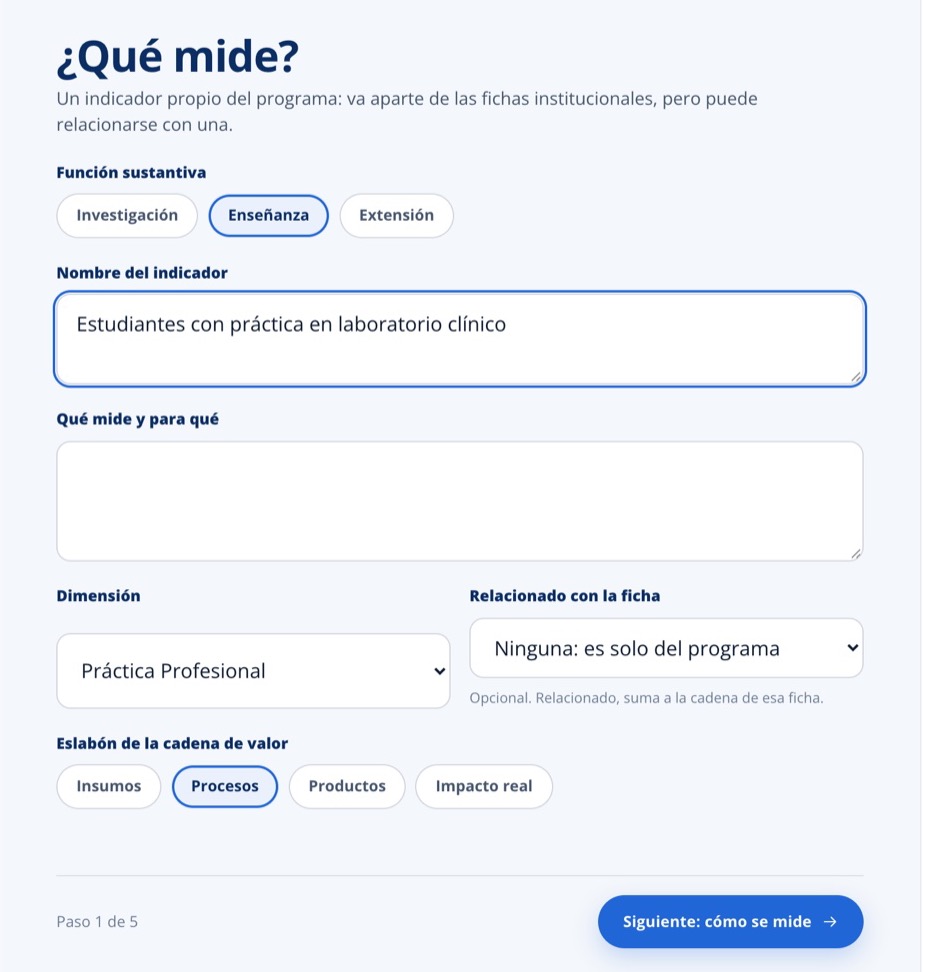 ¿Qué mide?
Un indicador propio del programa: va aparte de las fichas institucionales, pero puede
relacionarse con una.
Función sustantiva
Investigación
Enseñanza
Extensión
Nombre del indicador
Estudiantes con práctica en laboratorio clínico
Qué mide y para qué
Dimensión
Práctica Profesional
Relacionado con la ficha
Ninguna: es solo del programa
Opcional. Relacionado, suma a la cadena de esa ficha.
Eslabón de la cadena de valor
Insumos
Procesos
Productos
Impacto real
Paso 1 de 5
Siguiente: cómo se mide →